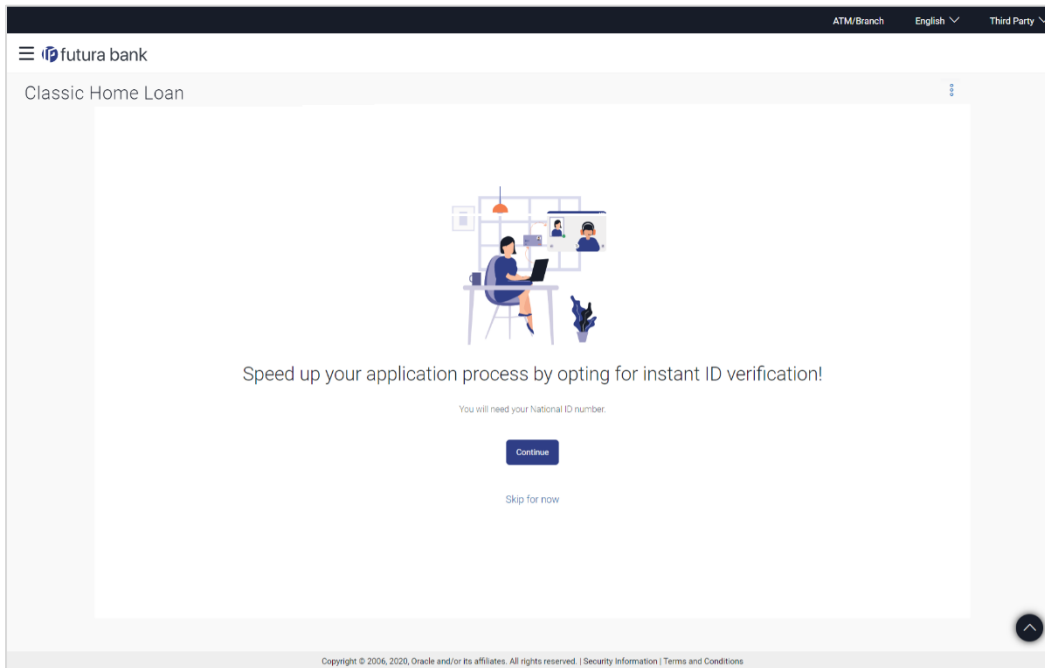 ATM/Branch English Third Party
futura bank
Classic Home Loan
Speed up your application process by opting for instant ID verification!
You will need your National ID number.
Continue
Skip for now
Copyright © 2006, 2020, Oracle and/or its affiliates. All rights reserved. | Security Information | Terms and Conditions